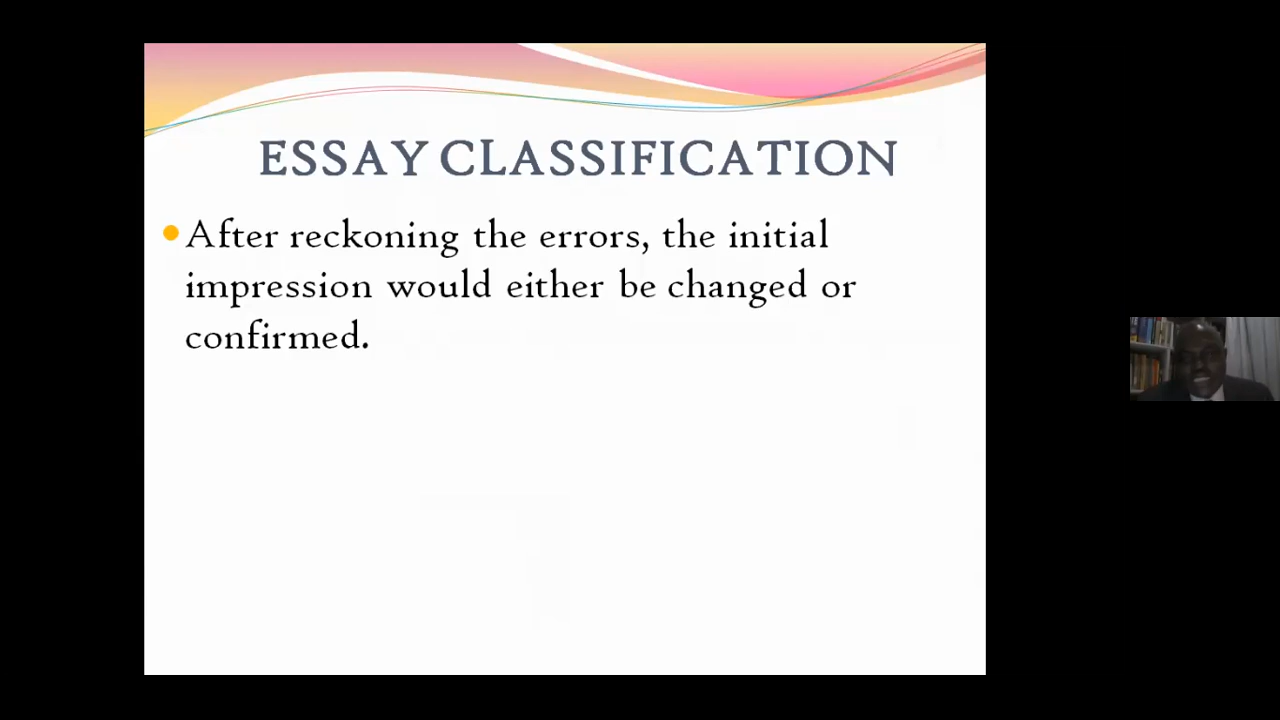 ESSAY CLASSIFICATION
After reckoning the errors, the initial
impression would either be changed or
confirmed.